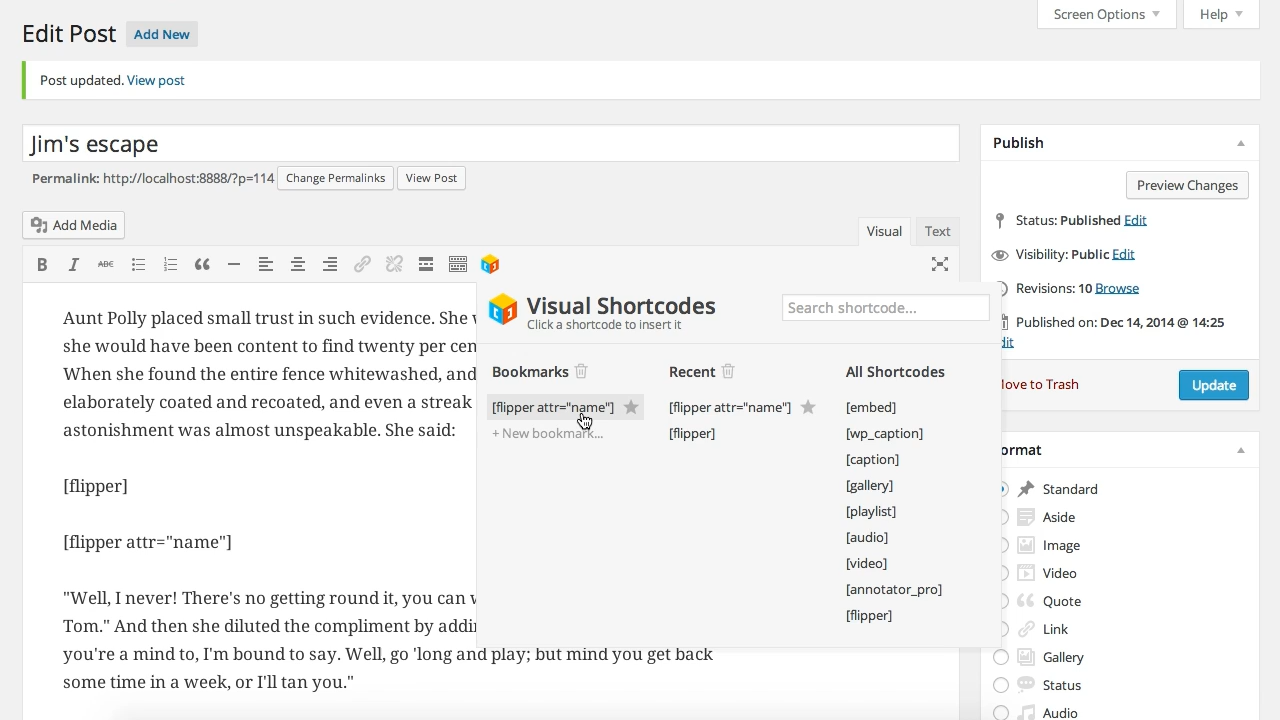 Edit Post Add New
Screen Options Help
Post updated. View post
Jim's escape
Permalink: http://localhost:8888/?p=114 Change Permalinks View Post
Add Media
Visual Text
B I ABC
Aunt Polly placed small trust in such evidence. She
she would have been content to find twenty per cen
When she found the entire fence whitewashed, and
elaborately coated and recoated, and even a streak
astonishment was almost unspeakable. She said:
[flipper]
[flipper attr="name"]
"Well, I never! There's no getting round it, you can
Tom." And then she diluted the compliment by addi
you're a mind to, I'm bound to say. Well, go 'long and play; but mind you get back
some time in a week, or I'll tan you."
Visual Shortcodes
Click a shortcode to insert it
Search shortcode...
Bookmarks
[flipper attr="name"]
+ New bookmark...
Recent
[flipper attr="name"]
[flipper]
All Shortcodes
[embed]
[wp_caption]
[caption]
[gallery]
[playlist]
[audio]
[video]
[annotator_pro]
[flipper]
Publish
Preview Changes
Status: Published Edit
Visibility: Public Edit
Revisions: 10 Browse
Published on: Dec 14, 2014 @ 14:25
dit
ove to Trash
Update
ormat
Standard
Aside
Image
Video
Quote
Link
Gallery
Status
Audio